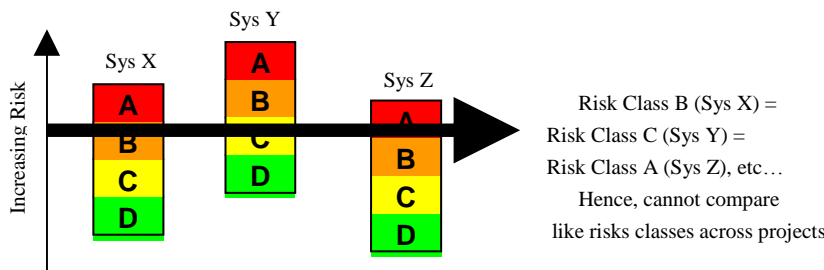 Sys Y
Sys X
Sys Z
Increasing Risk
A
B
C
D
A
B
C
D
A
B
C
D
Risk Class B (Sys X) =
Risk Class C (Sys Y) =
Risk Class A (Sys Z), etc…
Hence, cannot compare
like risks classes across projects